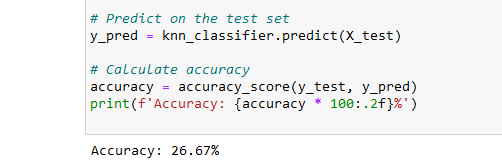 # Predict on the test set
y_pred = knn_classifier.predict(X_test)
# Calculate accuracy
accuracy = accuracy_score(y_test, y_pred)
print(f'Accuracy: {accuracy * 100:.2f}%')
Accuracy: 26.67%